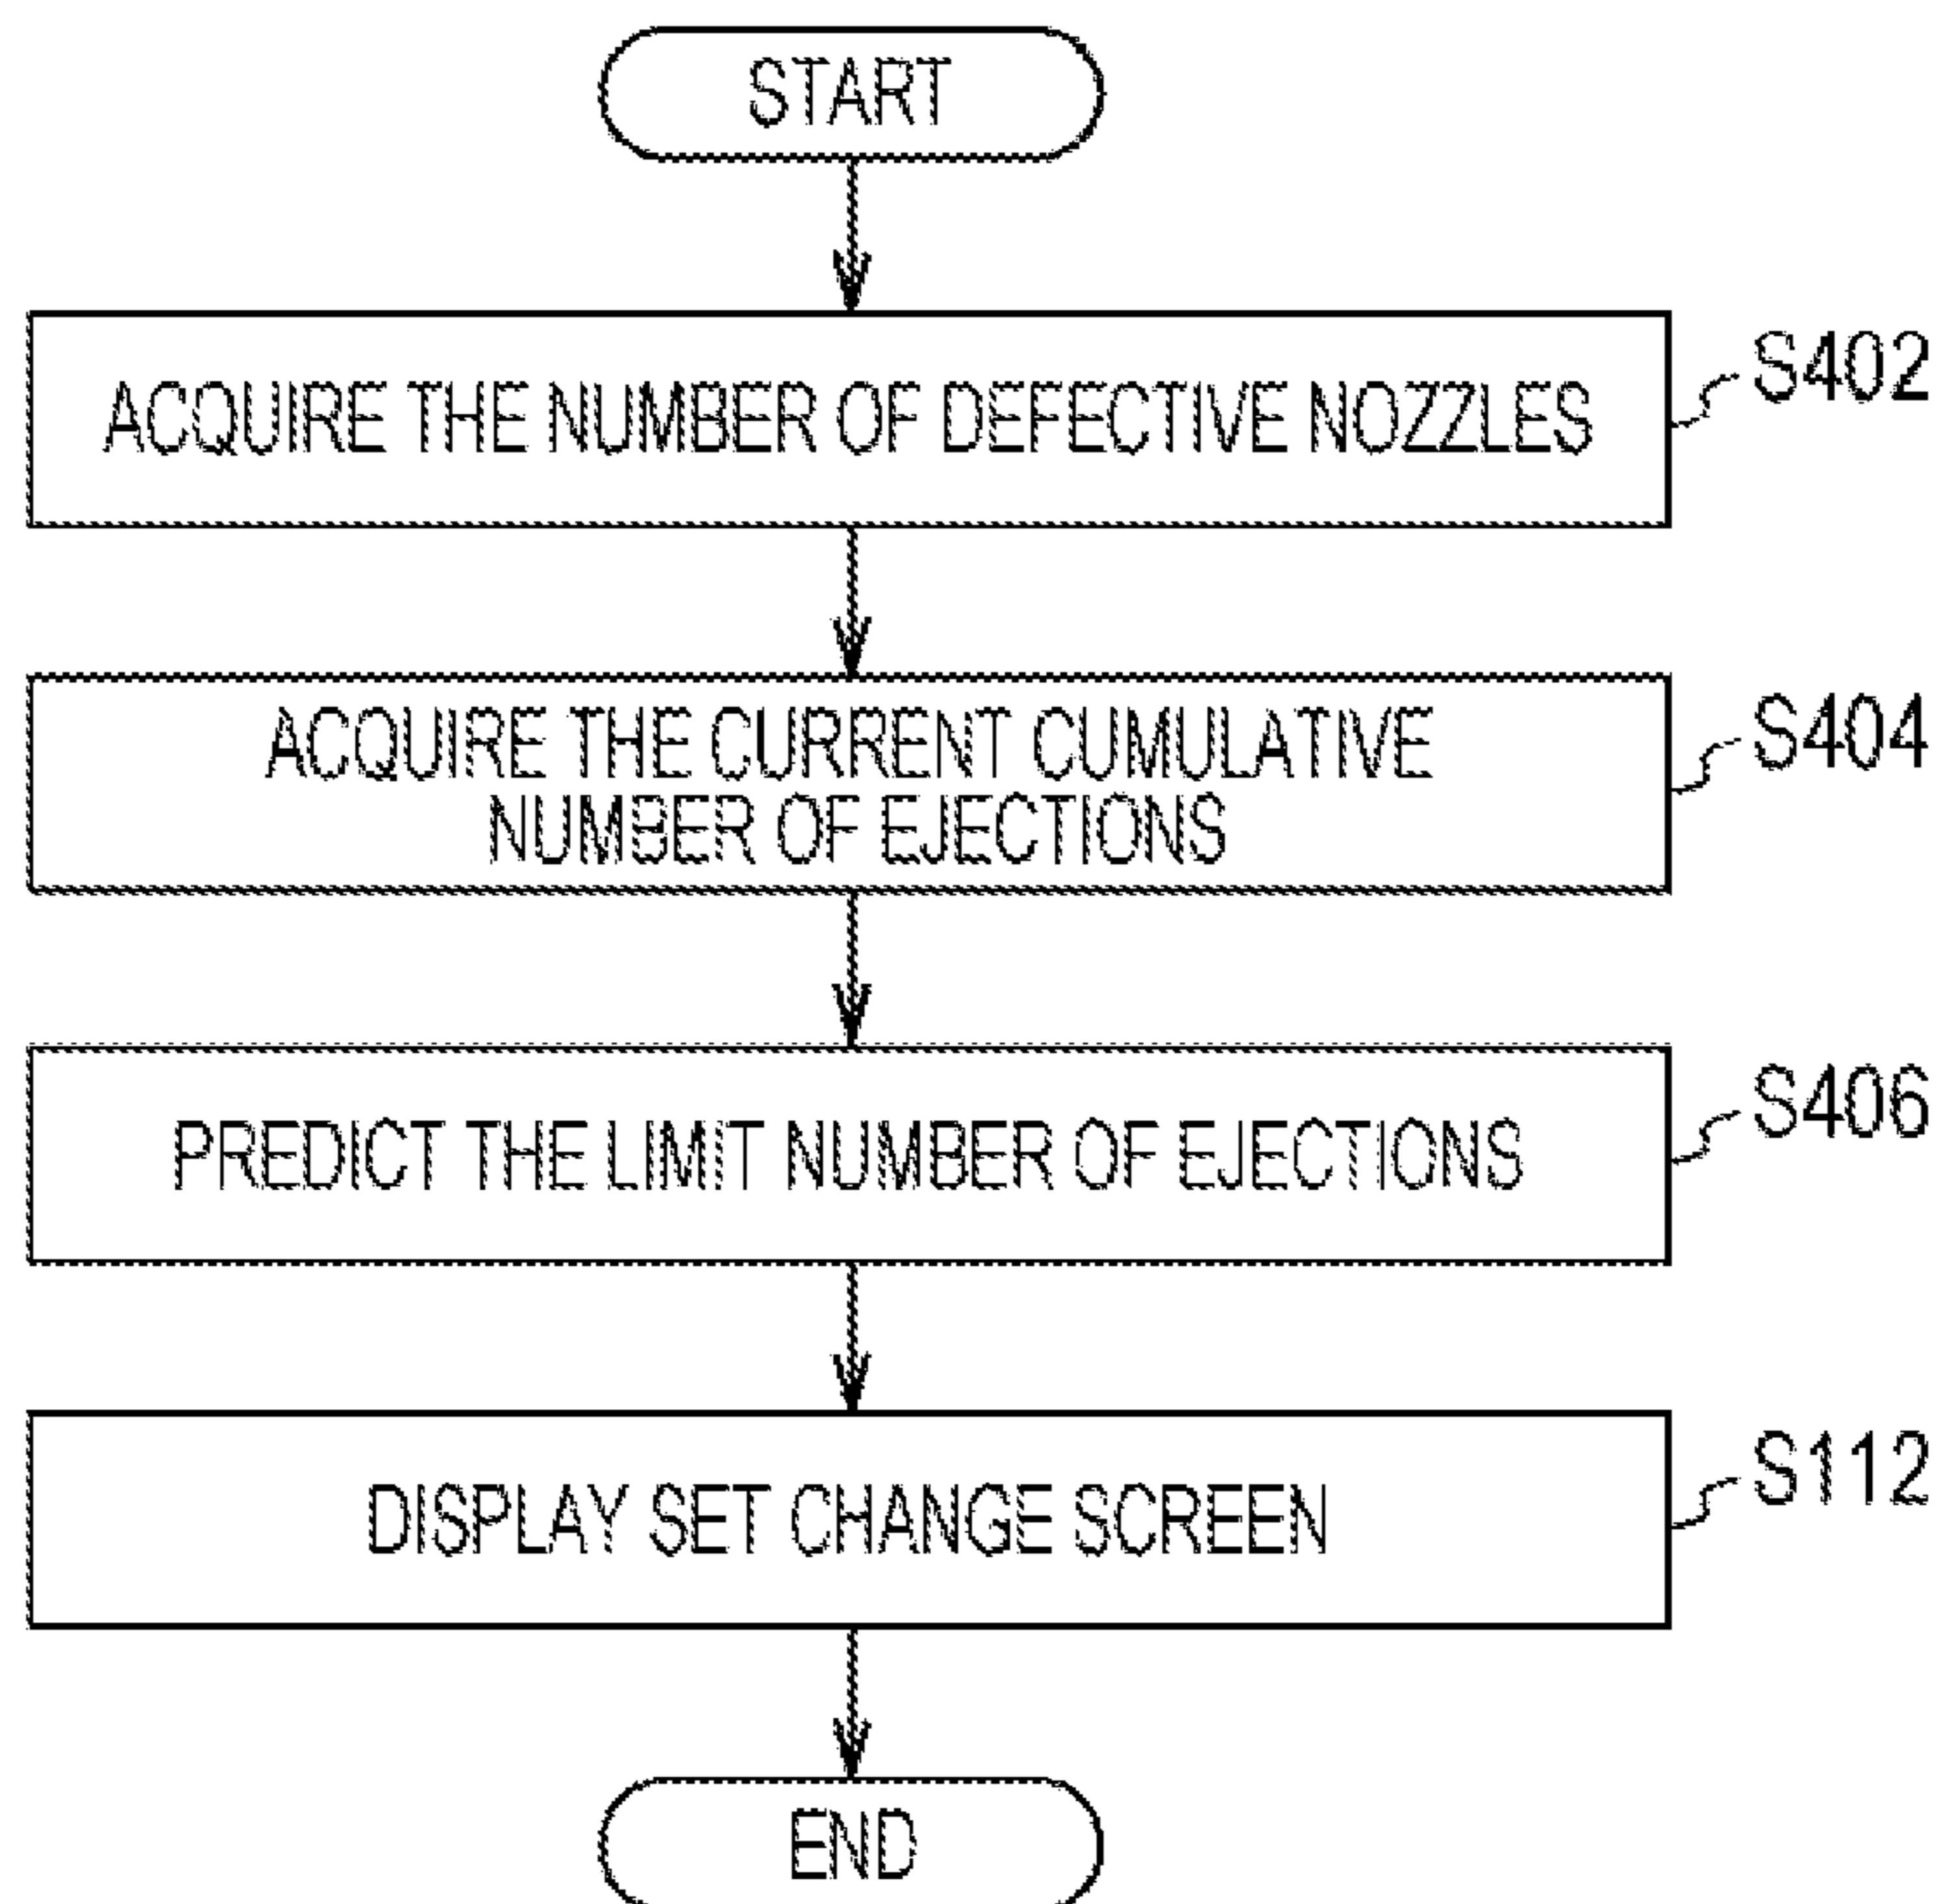 START
ACQUIRE THE NUMBER OF DEFECTIVE NOZZLES
S402
ACQUIRE THE CURRENT CUMULATIVE
NUMBER OF EJECTIONS
S404
PREDICT THE LIMIT NUMBER OF EJECTIONS
S406
DISPLAY SET CHANGE SCREEN
S112
END